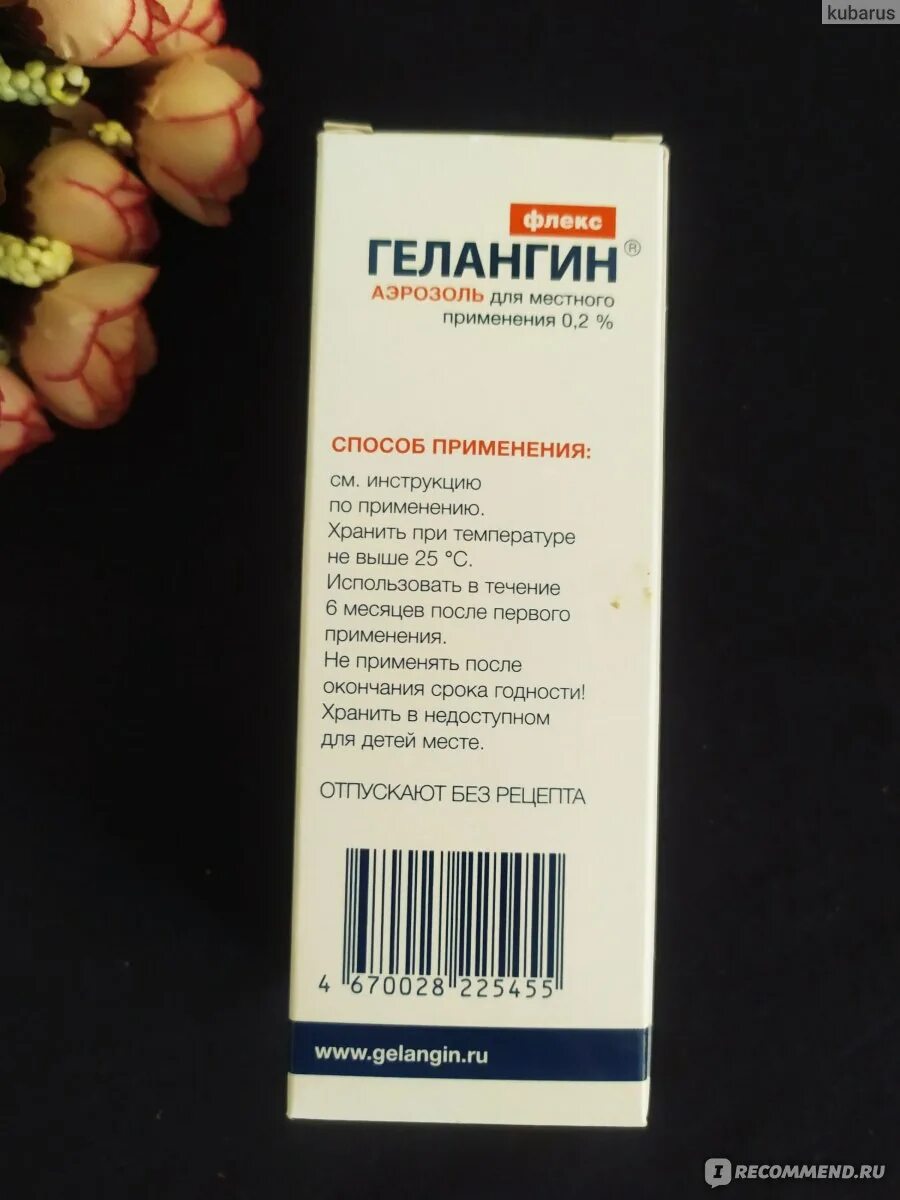 kubarus
флекс
ГЕЛАНГИН®
АЭРОЗОЛЬ для местного
применения 0,2 %
СПОСОБ ПРИМЕНЕНИЯ:
см. инструкцию
по применению.
Хранить при температуре
не выше 25 °С.
Использовать в течение
6 месяцев после первого
применения.
Не применять после
окончания срока годности!
Хранить в недоступном
для детей месте.
ОТПУСКАЮТ БЕЗ РЕЦЕПТА
4 670028 225455
www.gelangin.ru
IRECOMMEND.RU